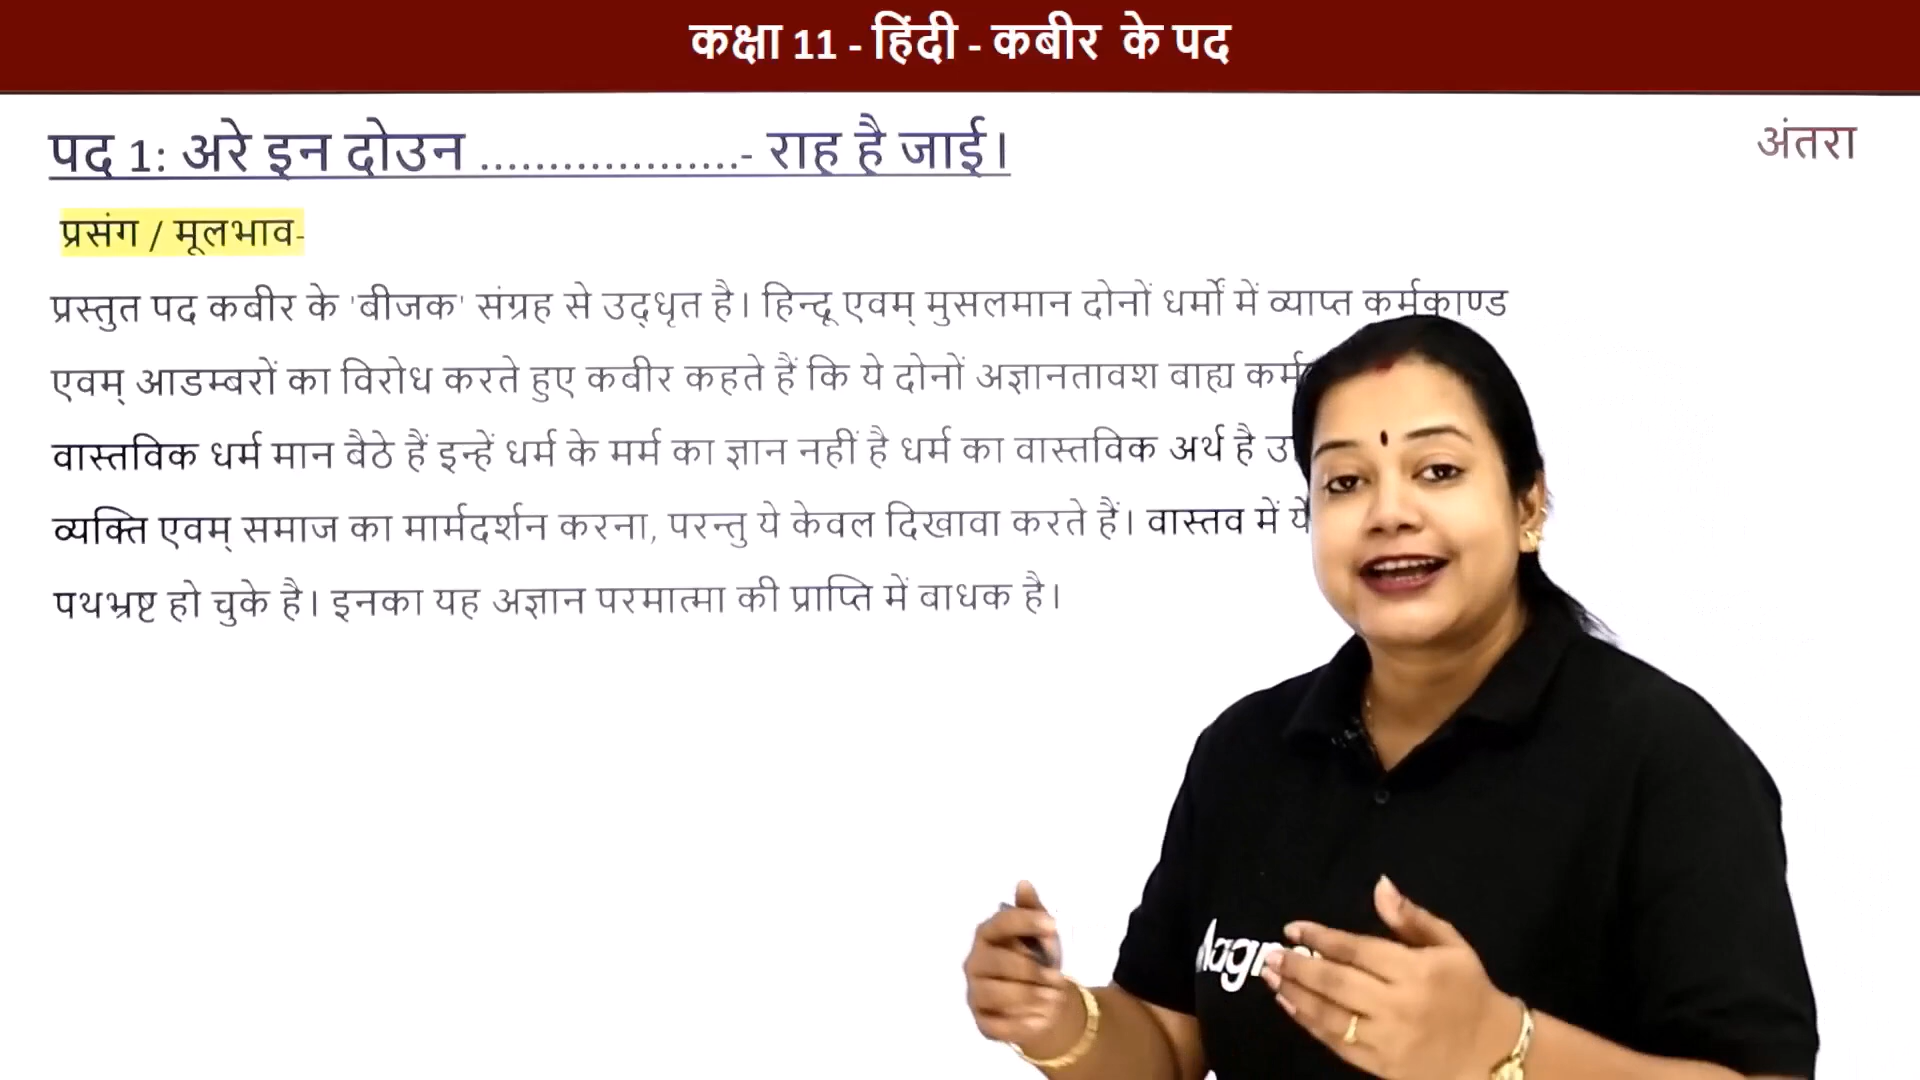 कक्षा 11 - हिंदी - कबीर के पद
पद 1: अरे इन दोउन ...................- राह है जाई।
अंतरा
प्रसंग / मूलभाव-
प्रस्तुत पद कबीर के 'बीजक' संग्रह से उद्धृत है। हिन्दू एवम् मुसलमान दोनों धर्मों में व्याप्त कर्मकाण्ड
एवम् आडम्बरों का विरोध करते हुए कबीर कहते हैं कि ये दोनों अज्ञानतावश बाह्य
वास्तविक धर्म मान बैठे हैं इन्हें धर्म के मर्म का ज्ञान नहीं है धर्म का वास्तविक अर्थ है
व्यक्ति एवम् समाज का मार्मदर्शन करना, परन्तु ये केवल दिखावा करते हैं। वास्तव में ये
पथभ्रष्ट हो चुके है। इनका यह अज्ञान परमात्मा की प्राप्ति में बाधक है।